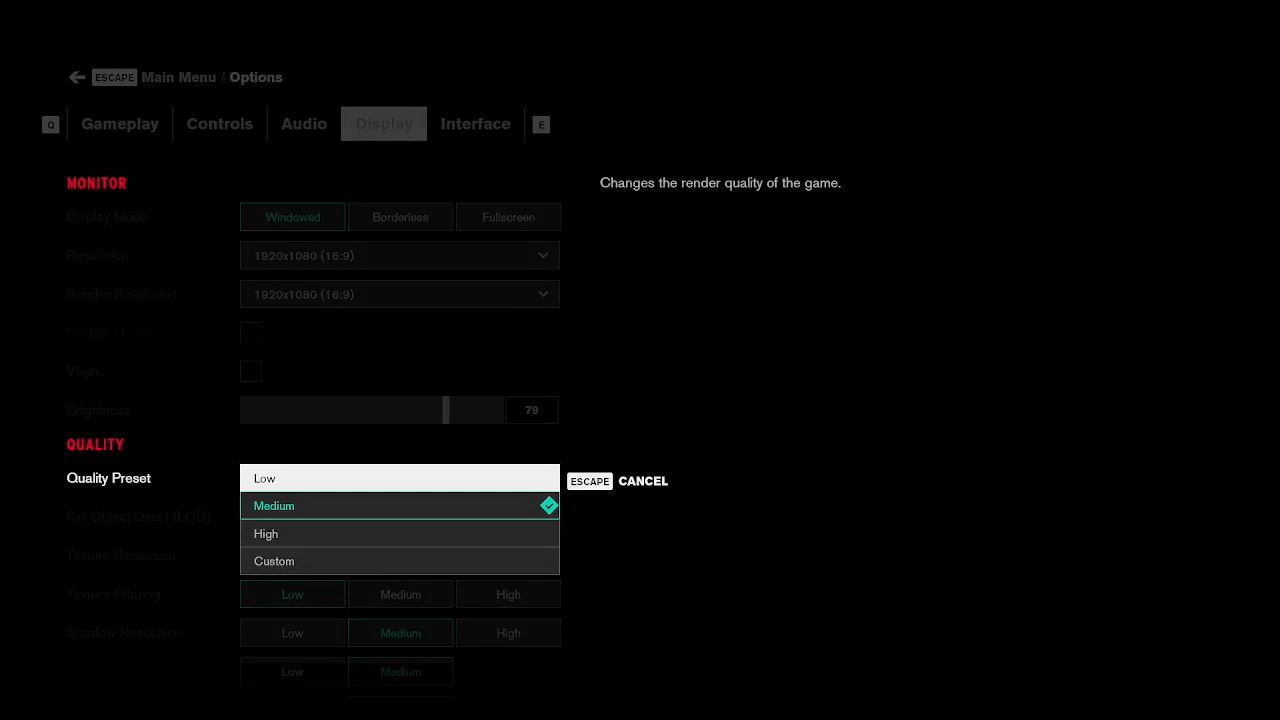 ESCAPE Main Menu / Options
Q Gameplay Controls Audio Display Interface E
MONITOR
Changes the render quality of the game.
Display Mode Windowed Borderless Fullscreen
Resolution 1920x1080 (16:9)
Render Resolution 1920x1080 (16:9)
VSync
Brightness 79
QUALITY
Quality Preset Low ESCAPE CANCEL
Medium
High
Custom
Far Object Detail (LOD)
Texture Resolution
Texture Filtering Low Medium High
Shadow Resolution Low Medium High
Low Medium